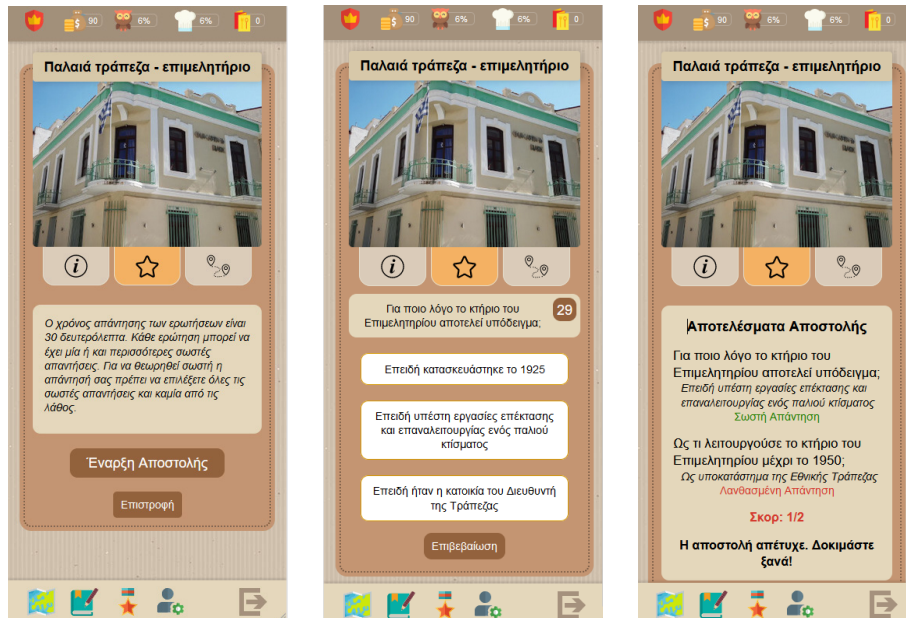 90
6%
6%
0
Παλαιά τράπεζα - επιμελητήριο
Ο χρόνος απάντησης των ερωτήσεων είναι
30 δευτερόλεπτα. Κάθε ερώτηση μπορεί να
έχει μία ή και περισσότερες σωστές
απαντήσεις. Για να θεωρηθεί σωστή η
απάντησή σας πρέπει να επιλέξετε όλες τις
σωστές απαντήσεις και καμία από τις
λάθος.
Έναρξη Αποστολής
Επιστροφή
90
6%
6%
0
Παλαιά τράπεζα - επιμελητήριο
Για ποιο λόγο το κτήριο του
Επιμελητηρίου αποτελεί υπόδειγμα;
29
Επειδή κατασκευάστηκε το 1925
Επειδή υπέστη εργασίες επέκτασης
και επαναλειτουργίας ενός παλιού
κτίσματος
Επειδή ήταν η κατοικία του Διευθυντή
της Τράπεζας
Επιβεβαίωση
90
6%
6%
0
Παλαιά τράπεζα - επιμελητήριο
Αποτελέσματα Αποστολής
Για ποιο λόγο το κτήριο του
Επιμελητηρίου αποτελεί υπόδειγμα;
Επειδή υπέστη εργασίες επέκτασης και
επαναλειτουργίας ενός παλιού κτίσματος
Σωστή Απάντηση
Ως τι λειτουργούσε το κτήριο του
Επιμελητηρίου μέχρι το 1950;
Ως υποκατάστημα της Εθνικής Τράπεζας
Λανθασμένη Απάντηση
Σκορ: 1/2
Η αποστολή απέτυχε. Δοκιμάστε
ξανά!